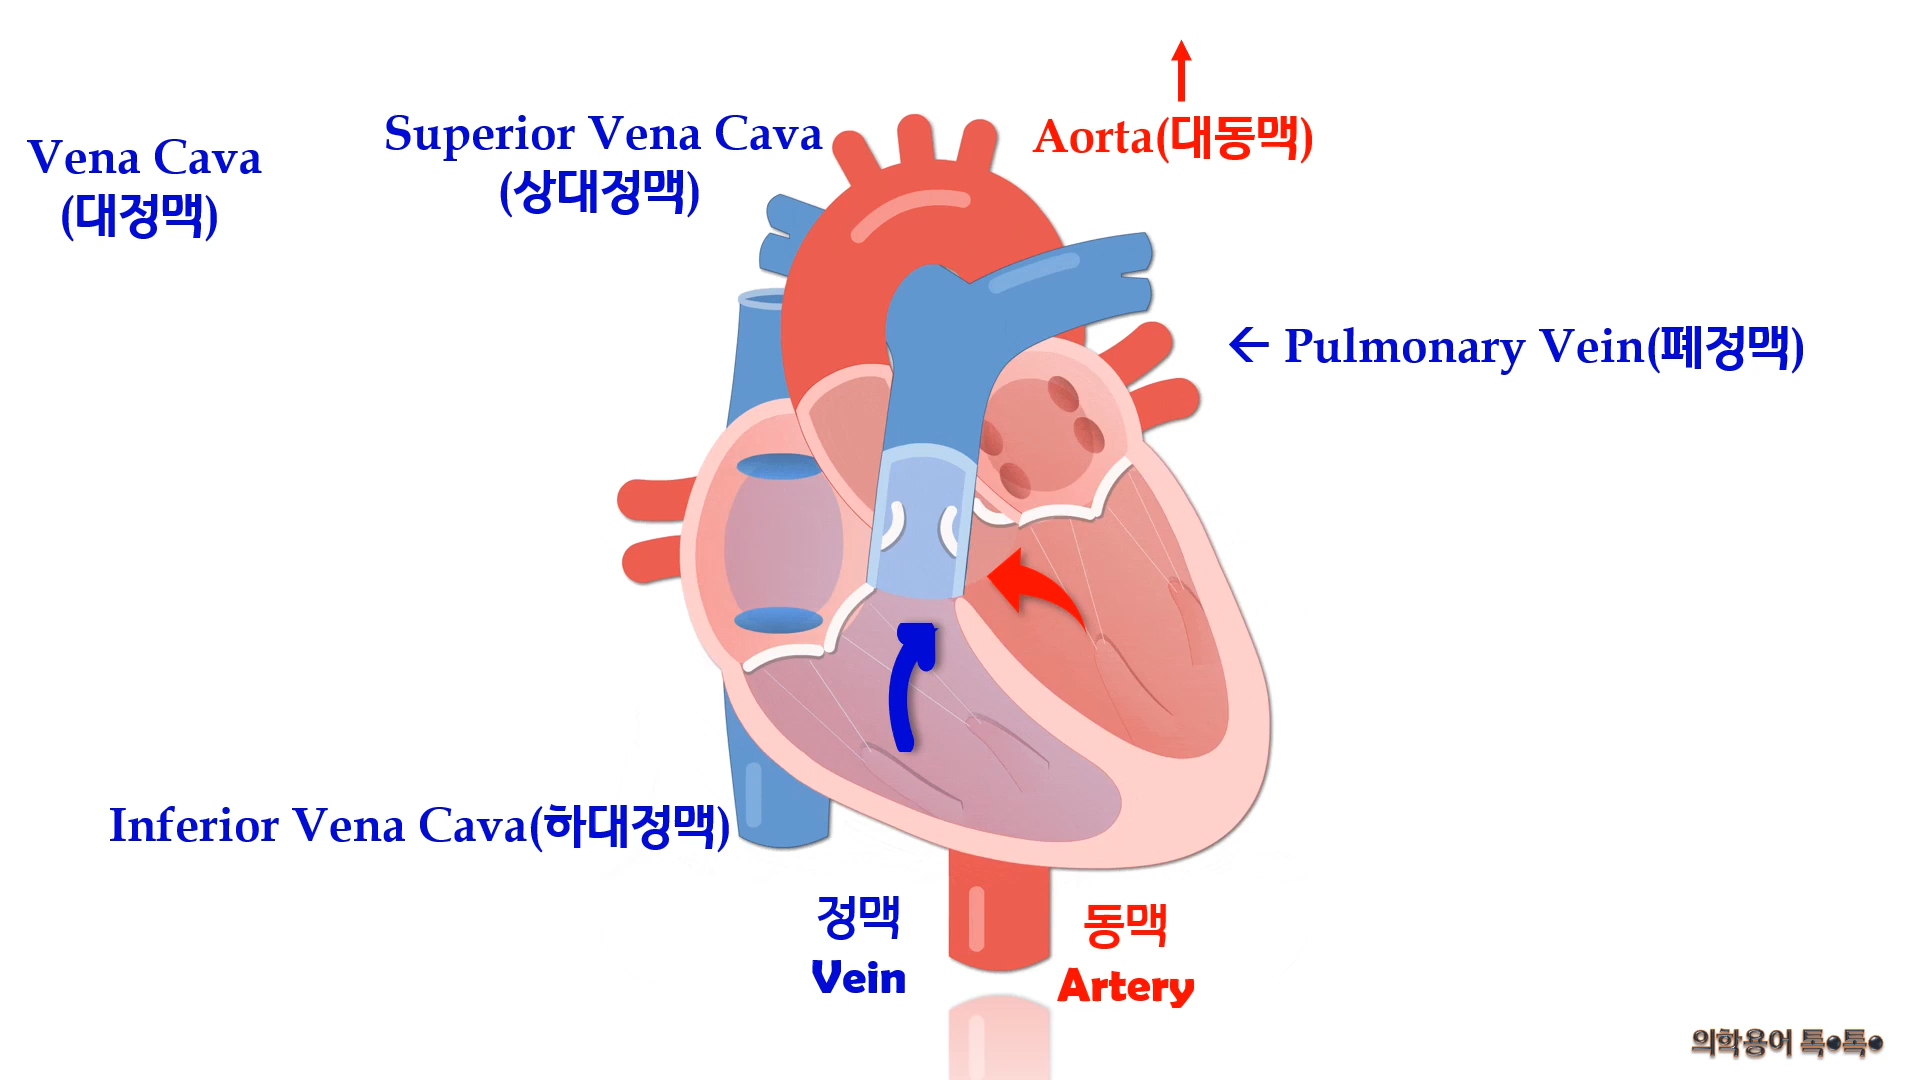 Vena Cava
(대정맥)
Superior Vena Cava
(상대정맥)
Aorta(대동맥)
← Pulmonary Vein(폐정맥)
Inferior Vena Cava(하대정맥)
정맥
Vein
동맥
Artery
의학용어 톡●톡●